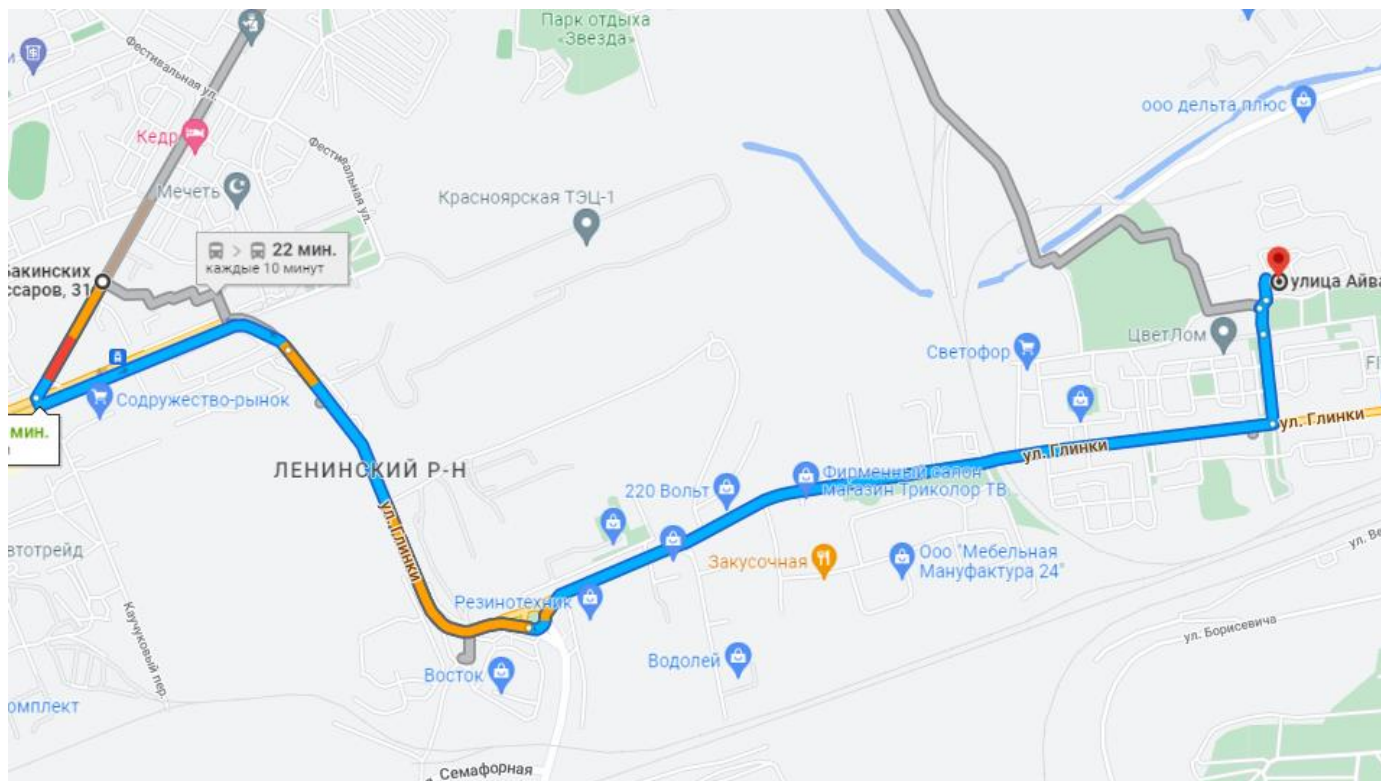 Парк отдыха
«Звезда»
Фестивальная ул.
ооо дельта плюс
Кедр
Фестивальная ул.
Мечеть
Красноярская ТЭЦ-1
22 мин.
каждые 10 минут
Бакинских
ссаров, 31
улица Айва
ЦветЛом
Светофор
Содружество-рынок
мин.
ул. Глинки
ул. Глинки
ЛЕНИНСКИЙ Р-Н
Фирменный салон
магазин Триколор ТВ
220 Вольт
ул. Глинки
втотрейд
Закусочная
Ооо "Мебельная
Мануфактура 24"
Резинотехник
Каучуковый пер.
ул. Борисевича
Водолей
Восток
омплект
Семафорная